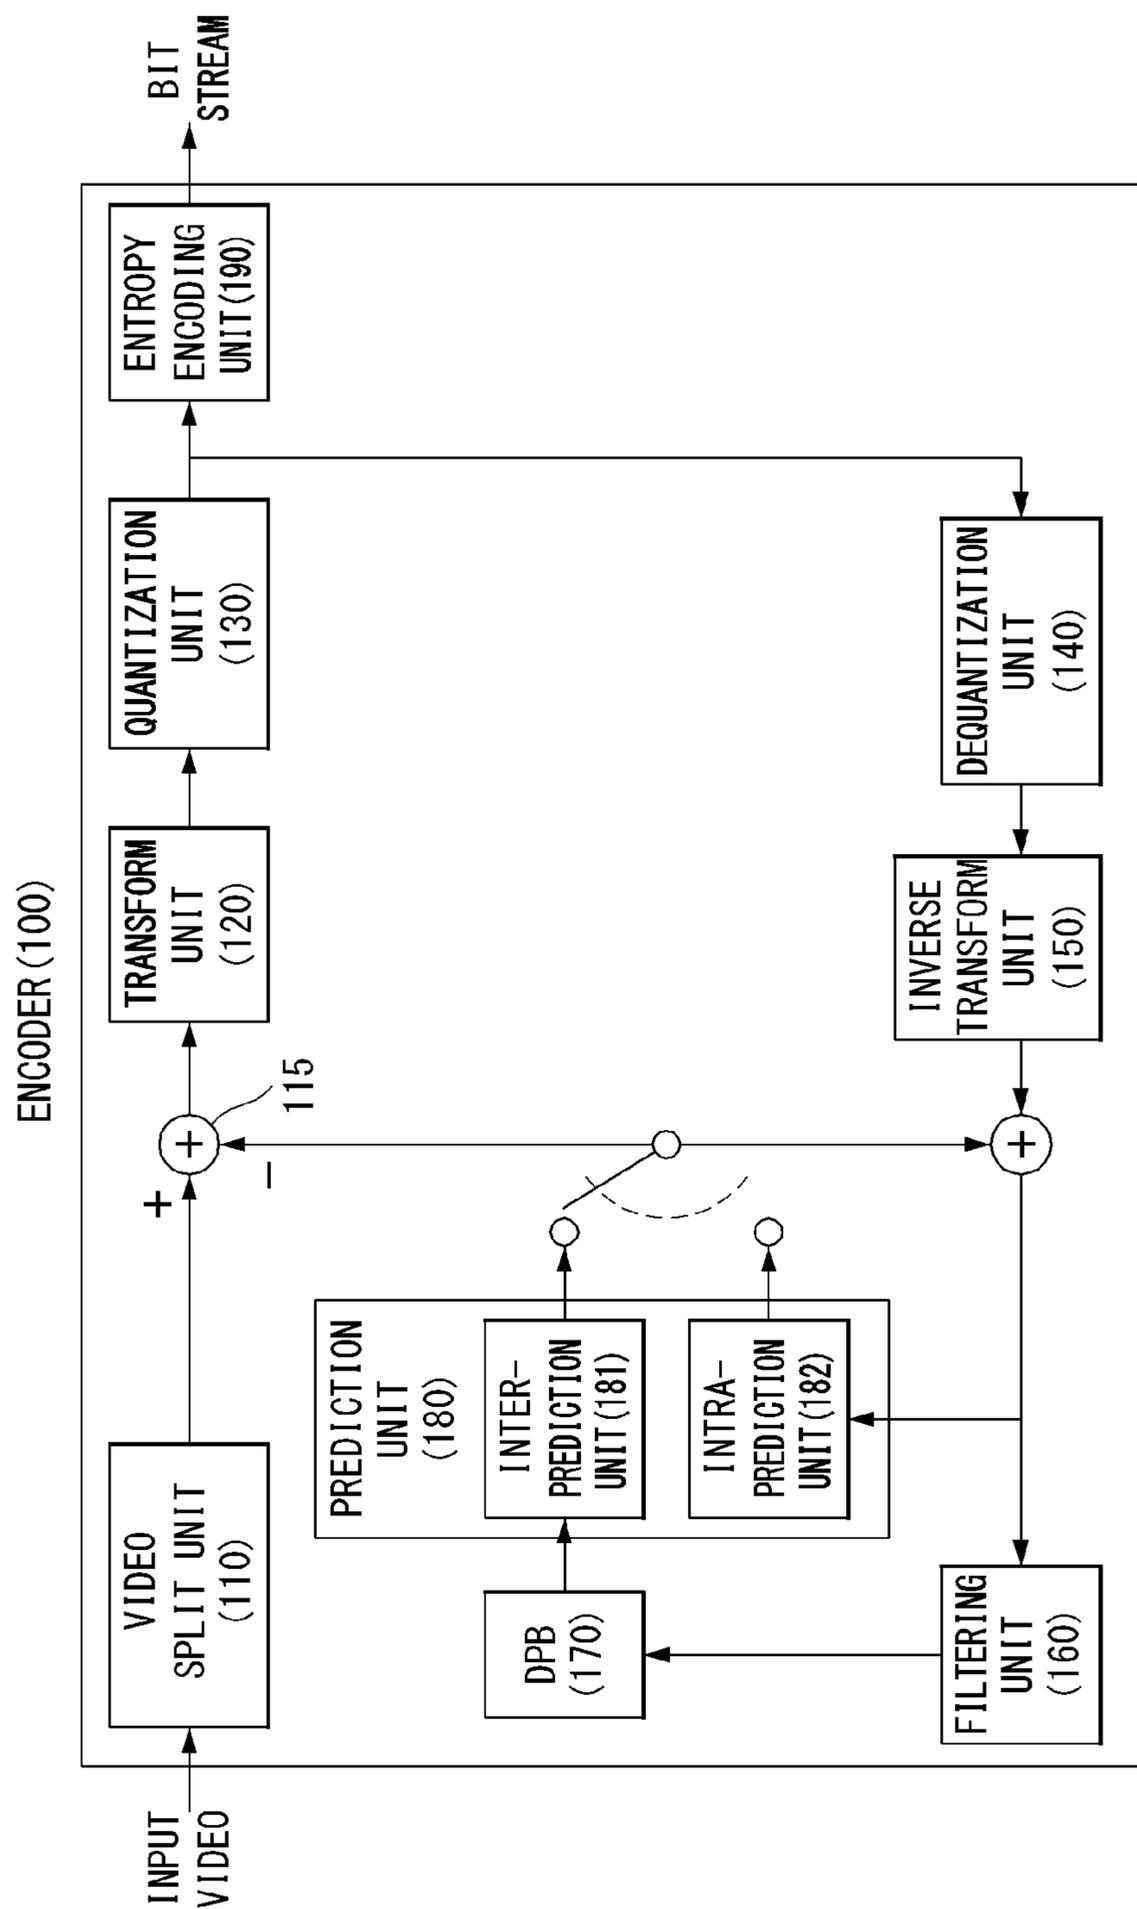 ENCODER(100)
INPUT
VIDEO
VIDEO
SPLIT UNIT
(110)
+
−
+
115
TRANSFORM
UNIT
(120)
QUANTIZATION
UNIT
(130)
ENTROPY
ENCODING
UNIT(190)
BIT
STREAM
PREDICTION
UNIT
(180)
INTER-
PREDICTION
UNIT(181)
INTRA-
PREDICTION
UNIT(182)
DPB
(170)
FILTERING
UNIT
(160)
+
INVERSE
TRANSFORM
UNIT
(150)
DEQUANTIZATION
UNIT
(140)